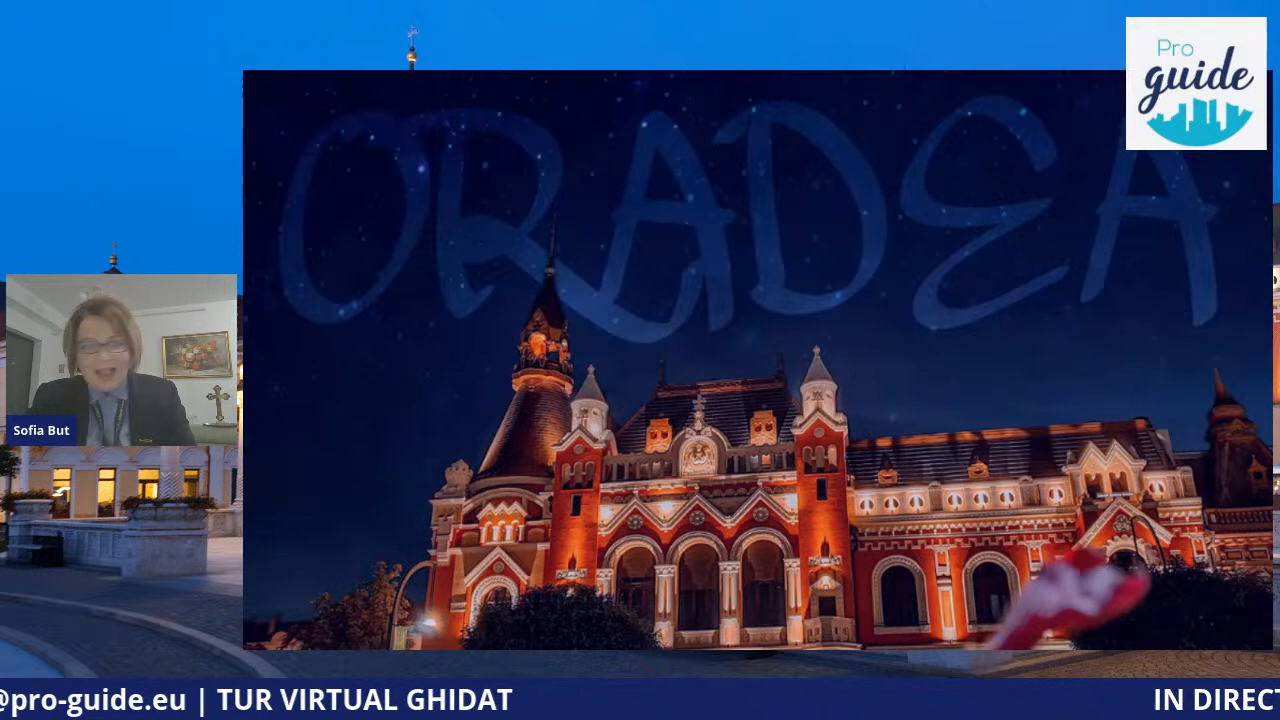 Pro
guide
ORADEA
Sofia But
@pro-guide.eu | TUR VIRTUAL GHIDAT
IN DIRECT